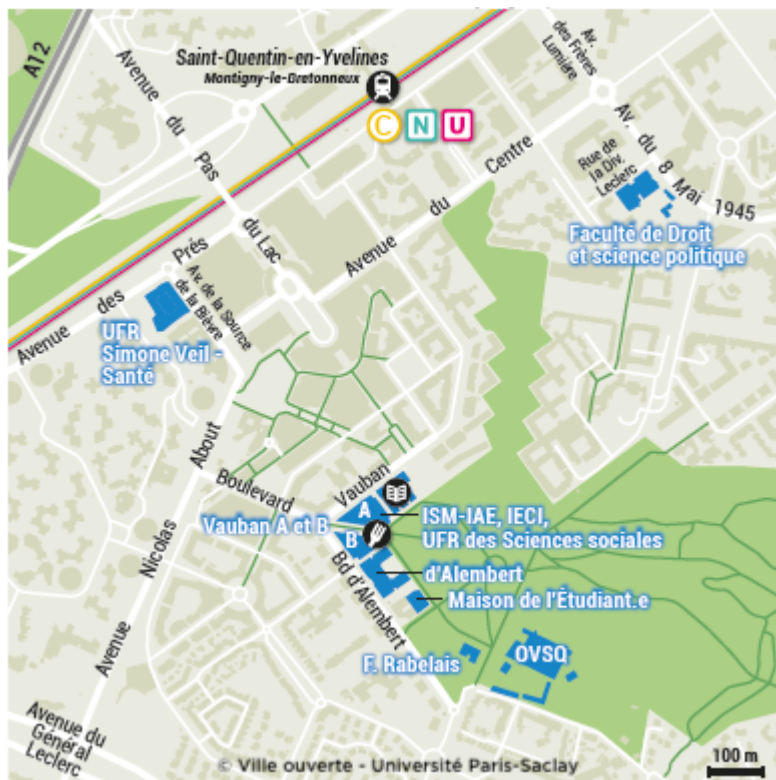 A12
Saint-Quentin-en-Yvelines
Montigny-le-Bretonneux
C N U
Avenue du Pas du Lac
Av.
des Frères
Lumière
Av. du 8 Mai 1945
Rue de
la Div.
Leclerc
Avenue du Centre
Faculté de Droit
et science politique
Avenue des Prés
Av. de la Source
de la Bièvre
UFR
Simone Veil -
Santé
Avenue Nicolas About
Boulevard Vauban
Vauban A et B
A
B
ISM-IAE, IECI,
UFR des Sciences sociales
d'Alembert
Maison de l'Étudiant.e
Bd d'Alembert
F. Rabelais
OVSQ
Avenue du
Général
Leclerc
© Ville ouverte - Université Paris-Saclay
100 m